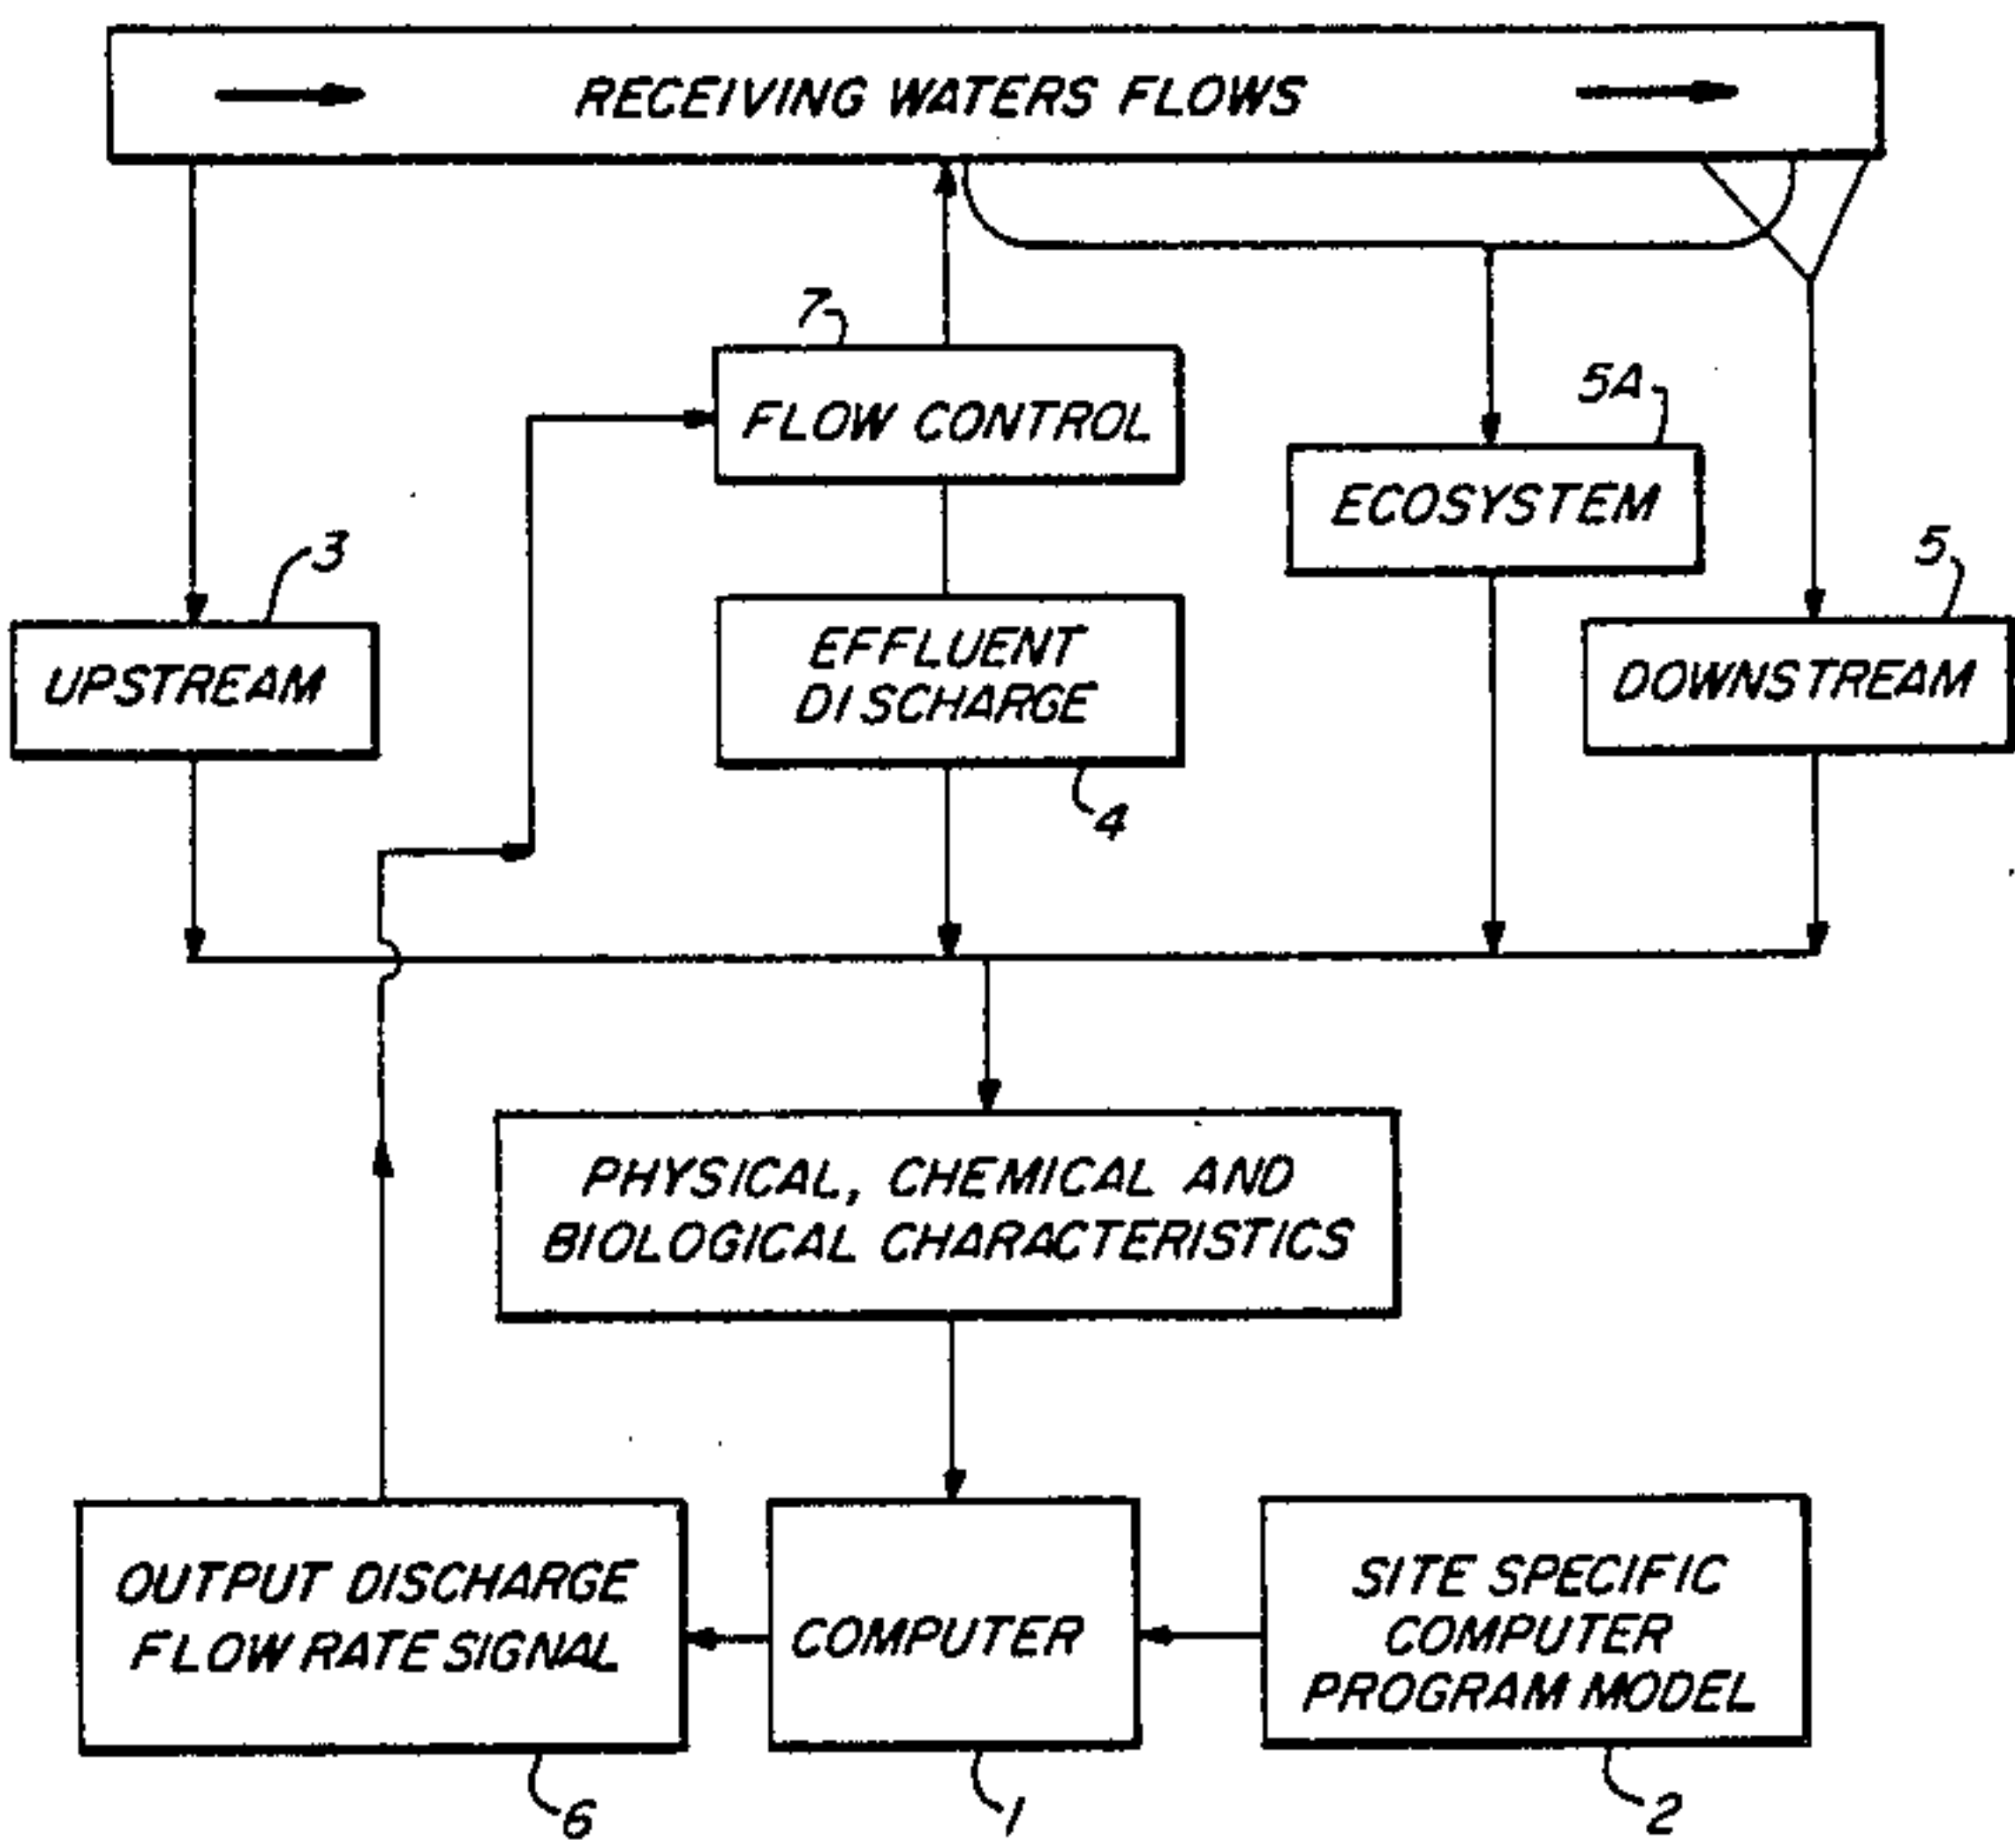 RECEIVING WATERS FLOWS
7
FLOW CONTROL
5A
ECOSYSTEM
3
UPSTREAM
EFFLUENT
DISCHARGE
4
5
DOWNSTREAM
PHYSICAL, CHEMICAL AND
BIOLOGICAL CHARACTERISTICS
OUTPUT DISCHARGE
FLOW RATE SIGNAL
6
COMPUTER
1
SITE SPECIFIC
COMPUTER
PROGRAM MODEL
2